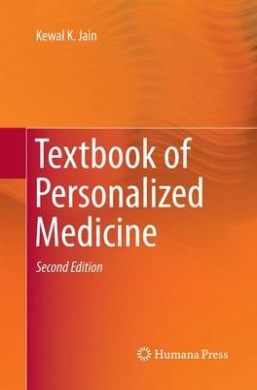 Kewal K. Jain
Textbook of
Personalized
Medicine
Second Edition
Humana Press